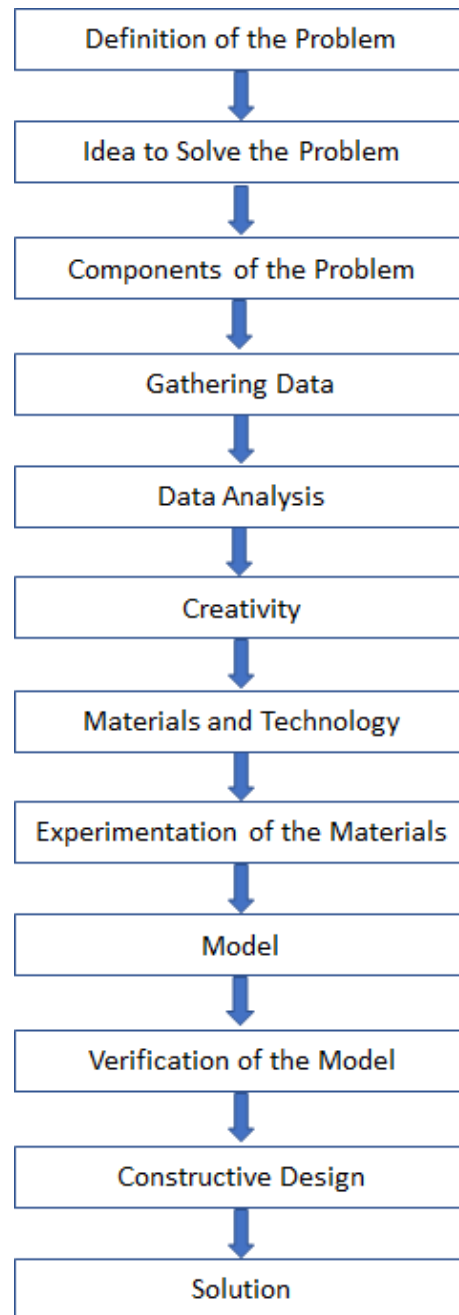 Definition of the Problem
Idea to Solve the Problem
Components of the Problem
Gathering Data
Data Analysis
Creativity
Materials and Technology
Experimentation of the Materials
Model
Verification of the Model
Constructive Design
Solution